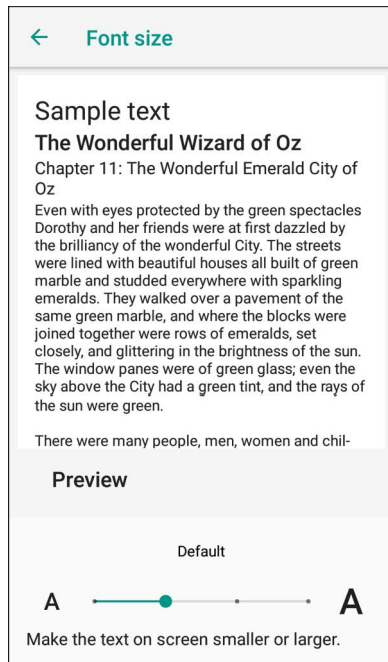 Font size
Sample text
The Wonderful Wizard of Oz
Chapter 11: The Wonderful Emerald City of
Oz
Even with eyes protected by the green spectacles
Dorothy and her friends were at first dazzled by
the brilliancy of the wonderful City. The streets
were lined with beautiful houses all built of green
marble and studded everywhere with sparkling
emeralds. They walked over a pavement of the
same green marble, and where the blocks were
joined together were rows of emeralds, set
closely, and glittering in the brightness of the sun.
The window panes were of green glass; even the
sky above the City had a green tint, and the rays of
the sun were green.
There were many people, men, women and chil-
Preview
Default
A A
Make the text on screen smaller or larger.